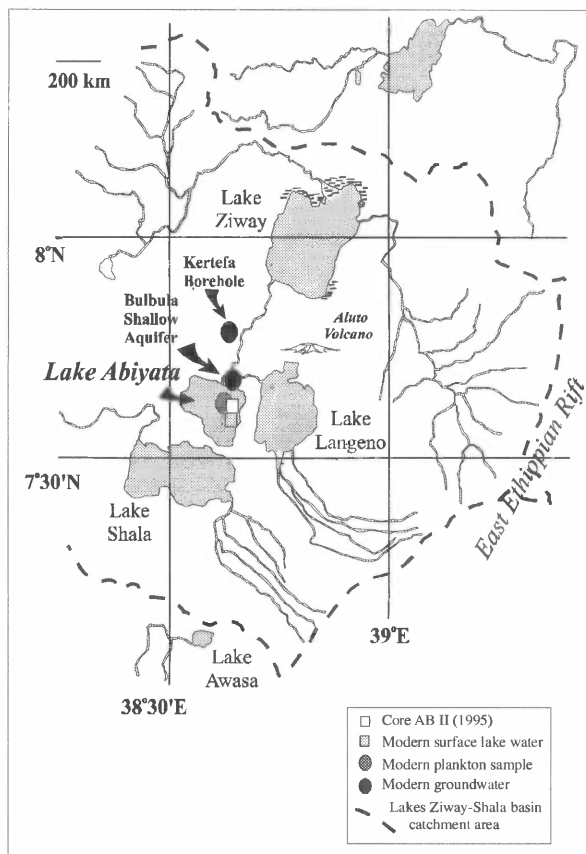 200 km
Lake
Ziway
8°N
Kertefa
Borehole
Bulbula
Shallow
Aquifer
Aluto
Volcano
Lake Abiyata
Lake
Langeno
7°30'N
Lake
Shala
East Ethiopian Rift
39°E
Lake
Awasa
38°30'E
Core AB II (1995)
Modern surface lake water
Modern plankton sample
Modern groundwater
Lakes Ziway-Shala basin
catchment area